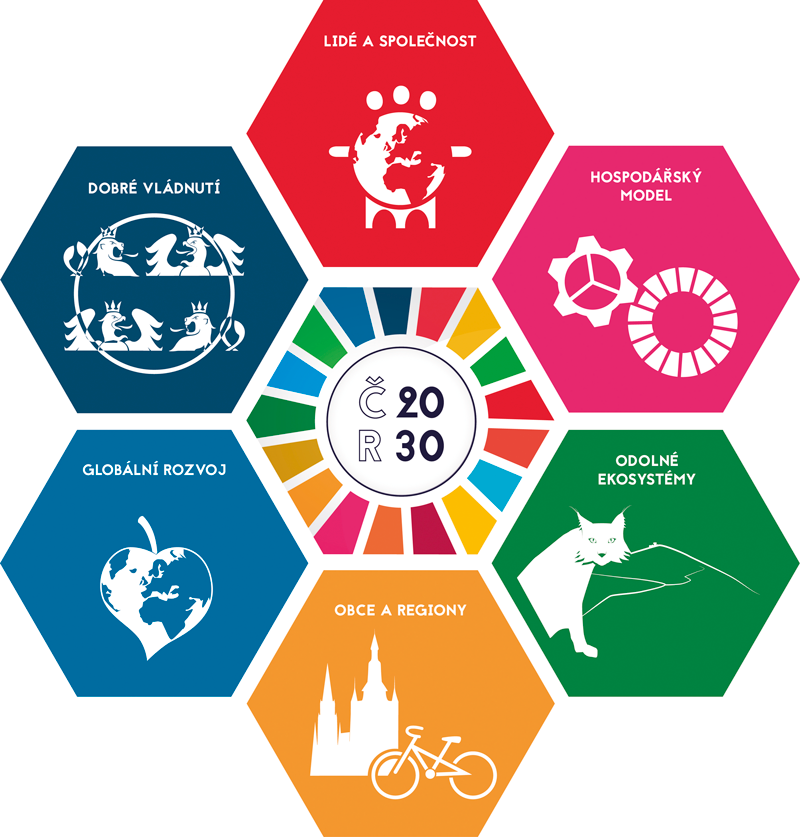 LIDÉ A SPOLEČNOST
DOBRÉ VLÁDNUTÍ
HOSPODÁŘSKÝ
MODEL
Č 20
R 30
GLOBÁLNÍ ROZVOJ
ODOLNÉ
EKOSYSTÉMY
OBCE A REGIONY